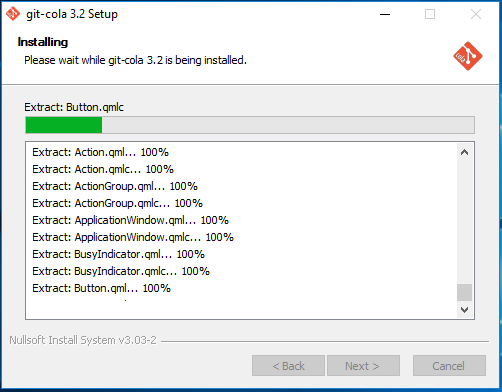 git-cola 3.2 Setup
Installing
Please wait while git-cola 3.2 is being installed.
Extract: Button.qmlc
Extract: Action.qml... 100%
Extract: Action.qmlc... 100%
Extract: ActionGroup.qml... 100%
Extract: ActionGroup.qmlc... 100%
Extract: ApplicationWindow.qml... 100%
Extract: ApplicationWindow.qmlc... 100%
Extract: BusyIndicator.qml... 100%
Extract: BusyIndicator.qmlc... 100%
Extract: Button.qml... 100%
Nullsoft Install System v3.03-2
< Back
Next >
Cancel